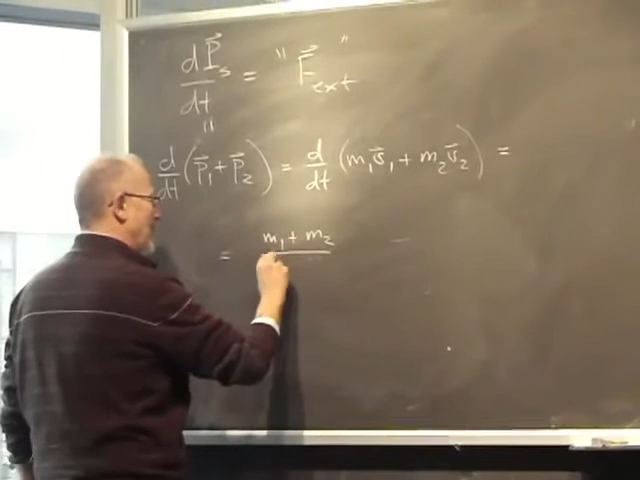 dP⃗s/dt = "F⃗ext"
"
d/dt (p⃗₁ + p⃗₂) = d/dt (m₁v⃗₁ + m₂v⃗₂) =
= m₁ + m₂